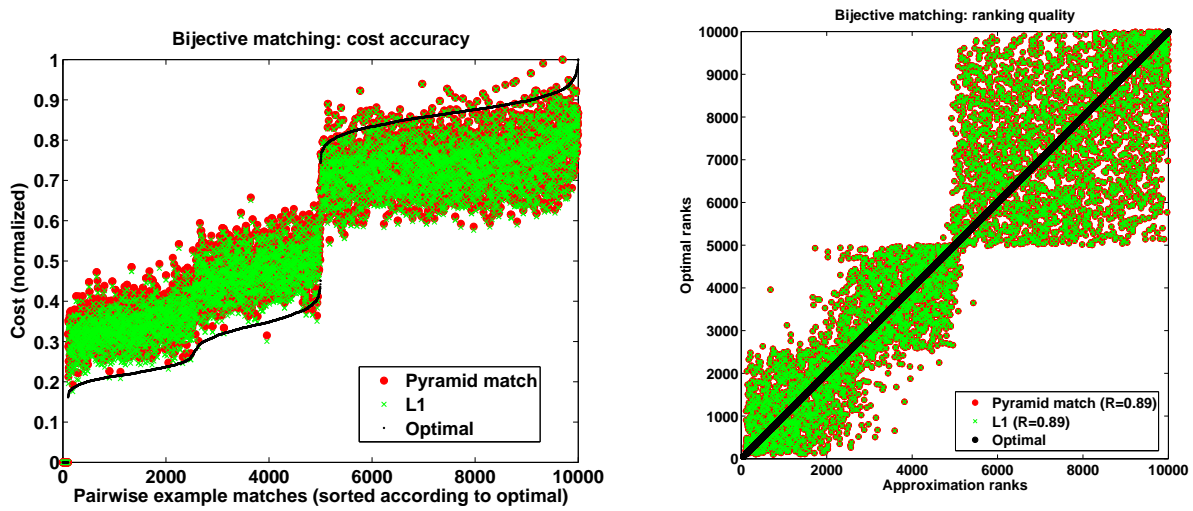 Bijective matching: cost accuracy
1
0.9
0.8
0.7
0.6
0.5
0.4
0.3
0.2
0.1
0
Cost (normalized)
Pyramid match
L1
Optimal
0
2000
4000
6000
8000
10000
Pairwise example matches (sorted according to optimal)
Bijective matching: ranking quality
10000
9000
8000
7000
6000
5000
4000
3000
2000
1000
0
Optimal ranks
Pyramid match (R=0.89)
L1 (R=0.89)
Optimal
0
2000
4000
6000
8000
10000
Approximation ranks